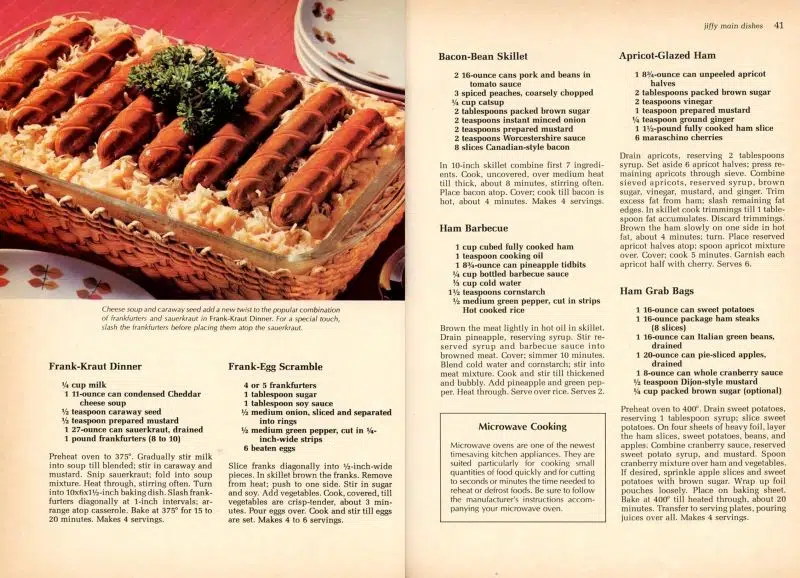 Cheese soup and caraway seed add a new twist to the popular combination
of frankfurters and sauerkraut in Frank-Kraut Dinner. For a special touch,
slash the frankfurters before placing them atop the sauerkraut.
Frank-Kraut Dinner
¼ cup milk
1 11-ounce can condensed Cheddar
cheese soup
½ teaspoon caraway seed
½ teaspoon prepared mustard
1 27-ounce can sauerkraut, drained
1 pound frankfurters (8 to 10)
Preheat oven to 375°. Gradually stir milk
into soup till blended; stir in caraway and
mustard. Snip sauerkraut; fold into soup
mixture. Heat through, stirring often. Turn
into 10x6x1½-inch baking dish. Slash frank-
furters diagonally at 1-inch intervals; ar-
range atop casserole. Bake at 375° for 15 to
20 minutes. Makes 4 servings.
Frank-Egg Scramble
4 or 5 frankfurters
1 tablespoon sugar
1 tablespoon soy sauce
½ medium onion, sliced and separated
into rings
½ medium green pepper, cut in ¼-
inch-wide strips
6 beaten eggs
Slice franks diagonally into ½-inch-wide
pieces. In skillet brown the franks. Remove
from heat; push to one side. Stir in sugar
and soy. Add vegetables. Cook, covered, till
vegetables are crisp-tender, about 3 min-
utes. Pour eggs over. Cook and stir till eggs
are set. Makes 4 to 6 servings.
jiffy main dishes 41
Bacon-Bean Skillet
2 16-ounce cans pork and beans in
tomato sauce
3 spiced peaches, coarsely chopped
¼ cup catsup
2 tablespoons packed brown sugar
2 teaspoons instant minced onion
2 teaspoons prepared mustard
2 teaspoons Worcestershire sauce
8 slices Canadian-style bacon
In 10-inch skillet combine first 7 ingredi-
ents. Cook, uncovered, over medium heat
till thick, about 8 minutes, stirring often.
Place bacon atop. Cover; cook till bacon is
hot, about 4 minutes. Makes 4 servings.
Ham Barbecue
1 cup cubed fully cooked ham
1 teaspoon cooking oil
1 8¾-ounce can pineapple tidbits
¼ cup bottled barbecue sauce
⅓ cup cold water
1½ teaspoons cornstarch
½ medium green pepper, cut in strips
Hot cooked rice
Brown the meat lightly in hot oil in skillet.
Drain pineapple, reserving syrup. Stir re-
served syrup and barbecue sauce into
browned meat. Cover; simmer 10 minutes.
Blend cold water and cornstarch; stir into
meat mixture. Cook and stir till thickened
and bubbly. Add pineapple and green pep-
per. Heat through. Serve over rice. Serves 2.
Microwave Cooking
Microwave ovens are one of the newest
timesaving kitchen appliances. They are
suited particularly for cooking small
quantities of food quickly and for cutting
to seconds or minutes the time needed to
reheat or defrost foods. Be sure to follow
the manufacturer's instructions accom-
panying your microwave oven.
Apricot-Glazed Ham
1 8¾-ounce can unpeeled apricot
halves
2 tablespoons packed brown sugar
2 teaspoons vinegar
1 teaspoon prepared mustard
¼ teaspoon ground ginger
1 1½-pound fully cooked ham slice
6 maraschino cherries
Drain apricots, reserving 2 tablespoons
syrup. Set aside 6 apricot halves; press re-
maining apricots through sieve. Combine
sieved apricots, reserved syrup, brown
sugar, vinegar, mustard, and ginger. Trim
excess fat from ham; slash remaining fat
edges. In skillet cook trimmings till 1 table-
spoon fat accumulates. Discard trimmings.
Brown the ham slowly on one side in hot
fat, about 4 minutes; turn. Place reserved
apricot halves atop; spoon apricot mixture
over. Cover; cook 5 minutes. Garnish each
apricot half with cherry. Serves 6.
Ham Grab Bags
1 16-ounce can sweet potatoes
1 16-ounce package ham steaks
(8 slices)
1 16-ounce can Italian green beans,
drained
1 20-ounce can pie-sliced apples,
drained
1 8-ounce can whole cranberry sauce
½ teaspoon Dijon-style mustard
¼ cup packed brown sugar (optional)
Preheat oven to 400°. Drain sweet potatoes,
reserving 1 tablespoon syrup; slice sweet
potatoes. On four sheets of heavy foil, layer
the ham slices, sweet potatoes, beans, and
apples. Combine cranberry sauce, reserved
sweet potato syrup, and mustard. Spoon
cranberry mixture over ham and vegetables.
If desired, sprinkle apple slices and sweet
potatoes with brown sugar. Wrap up foil
pouches loosely. Place on baking sheet.
Bake at 400° till heated through, about 20
minutes. Transfer to serving plates, pouring
juices over all. Makes 4 servings.